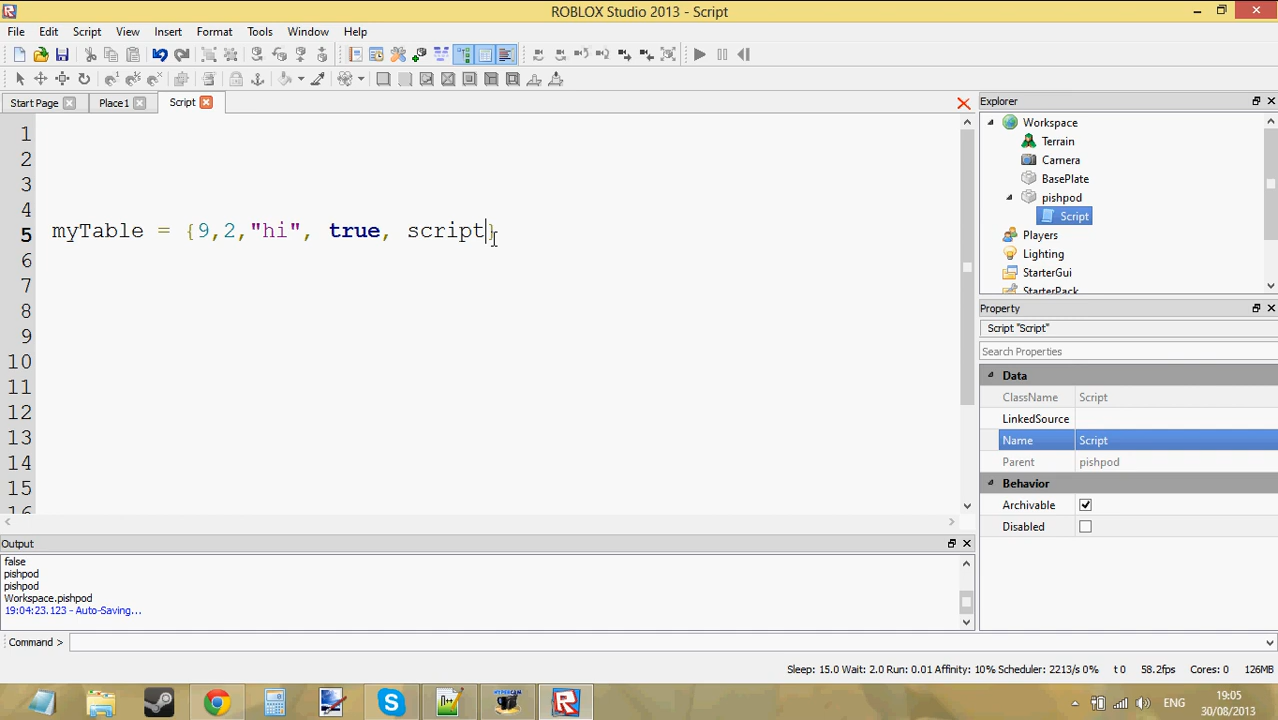 ROBLOX Studio 2013 - Script
File Edit Script View Insert Format Tools Window Help
Start Page Place1 Script
1
2
3
4
5 myTable = {9,2,"hi", true, script}
6
7
8
9
10
11
12
13
14
15
16
Explorer
Workspace
Terrain
Camera
BasePlate
pishpod
Script
Players
Lighting
StarterGui
StarterPack
Property
Script "Script"
Search Properties
Data
ClassName Script
LinkedSource
Name Script
Parent pishpod
Behavior
Archivable
Disabled
Output
false
pishpod
pishpod
Workspace.pishpod
19:04:23.123 - Auto-Saving...
Command >
Sleep: 15.0 Wait: 2.0 Run: 0.01 Affinity: 10% Scheduler: 2213/s 0% t 0 58.2fps Cores: 0 126MB
HYPERCAM
ENG
19:05
30/08/2013